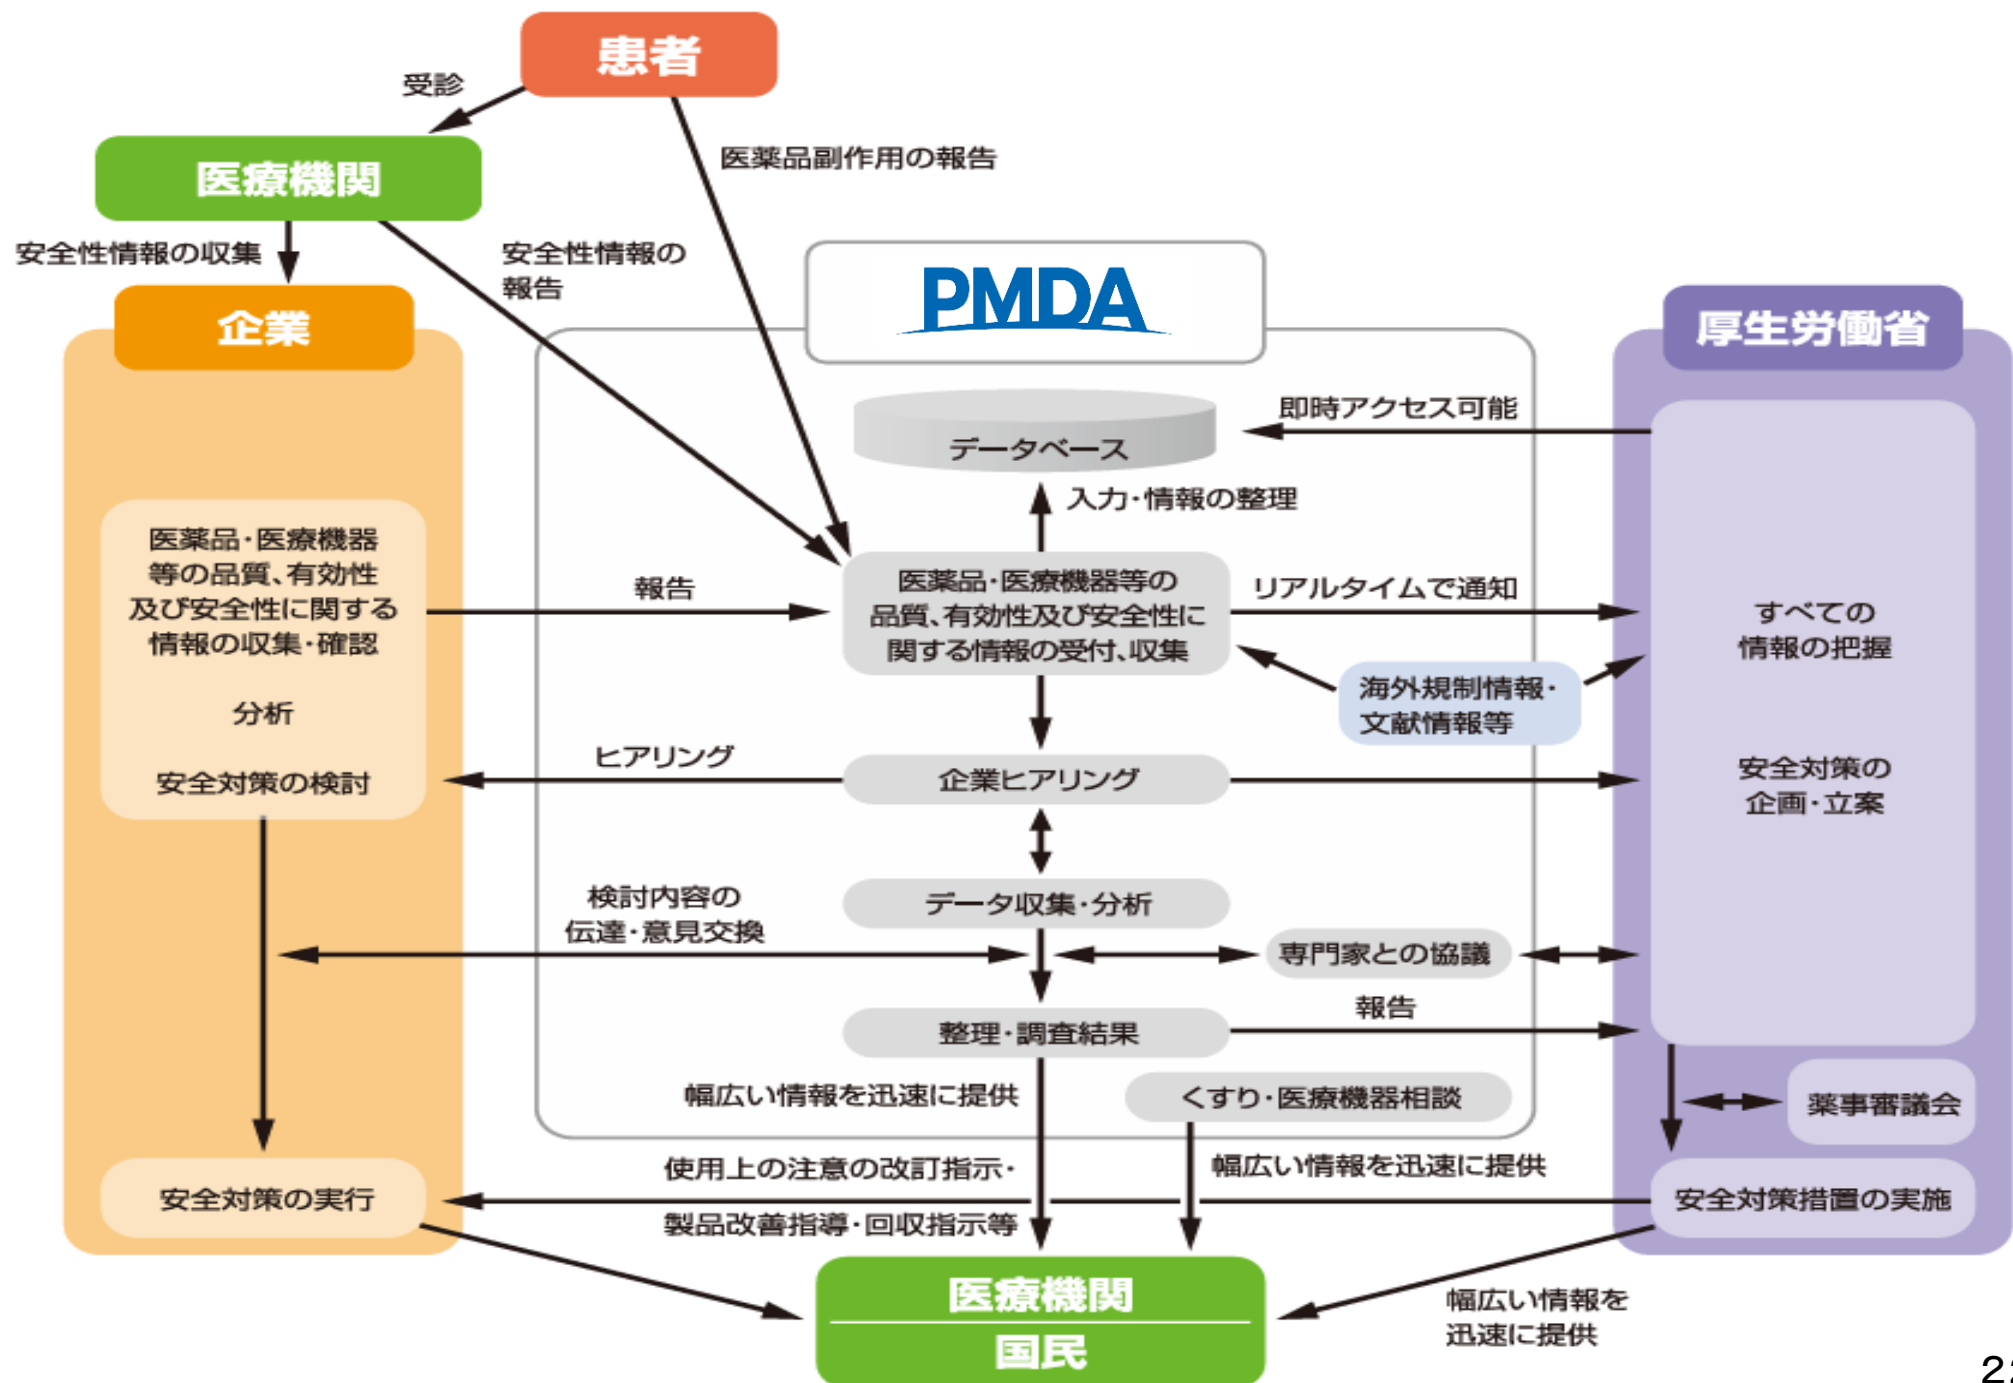 患者
受診
医薬品副作用の報告
医療機関
安全性情報の収集
安全性情報の
報告
企業
PMDA
厚生労働省
データベース
即時アクセス可能
入力・情報の整理
医薬品・医療機器
等の品質、有効性
及び安全性に関する
情報の収集・確認
分析
安全対策の検討
報告
医薬品・医療機器等の
品質、有効性及び安全性に
関する情報の受付、収集
リアルタイムで通知
海外規制情報・
文献情報等
すべての
情報の把握
安全対策の
企画・立案
ヒアリング
企業ヒアリング
データ収集・分析
検討内容の
伝達・意見交換
専門家との協議
整理・調査結果
報告
幅広い情報を迅速に提供
くすり・医療機器相談
薬事審議会
使用上の注意の改訂指示・
製品改善指導・回収指示等
幅広い情報を迅速に提供
安全対策の実行
安全対策措置の実施
医療機関
国民
幅広い情報を
迅速に提供